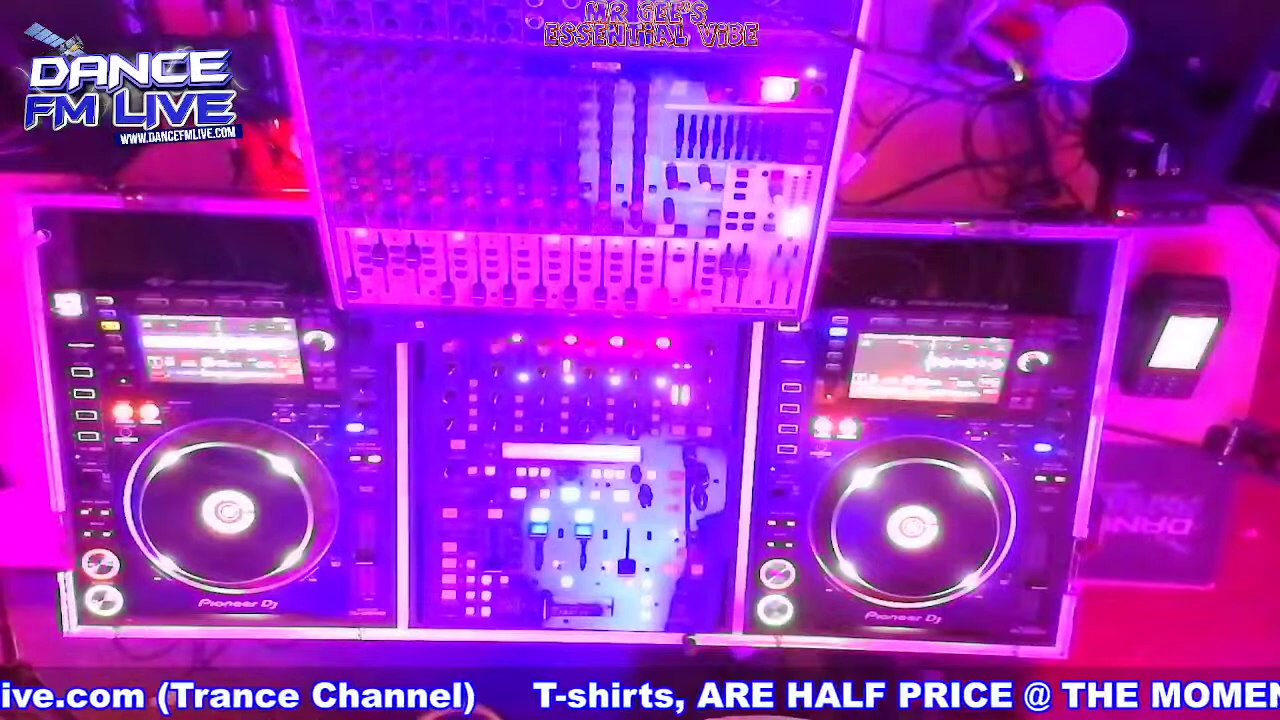 MR GEE'S
ESSENTIAL VIBE
DANCE
FM LIVE
WWW.DANCEFMLIVE.COM
Pioneer Dj
Pioneer Dj
ive.com (Trance Channel) T-shirts, ARE HALF PRICE @ THE MOMEN